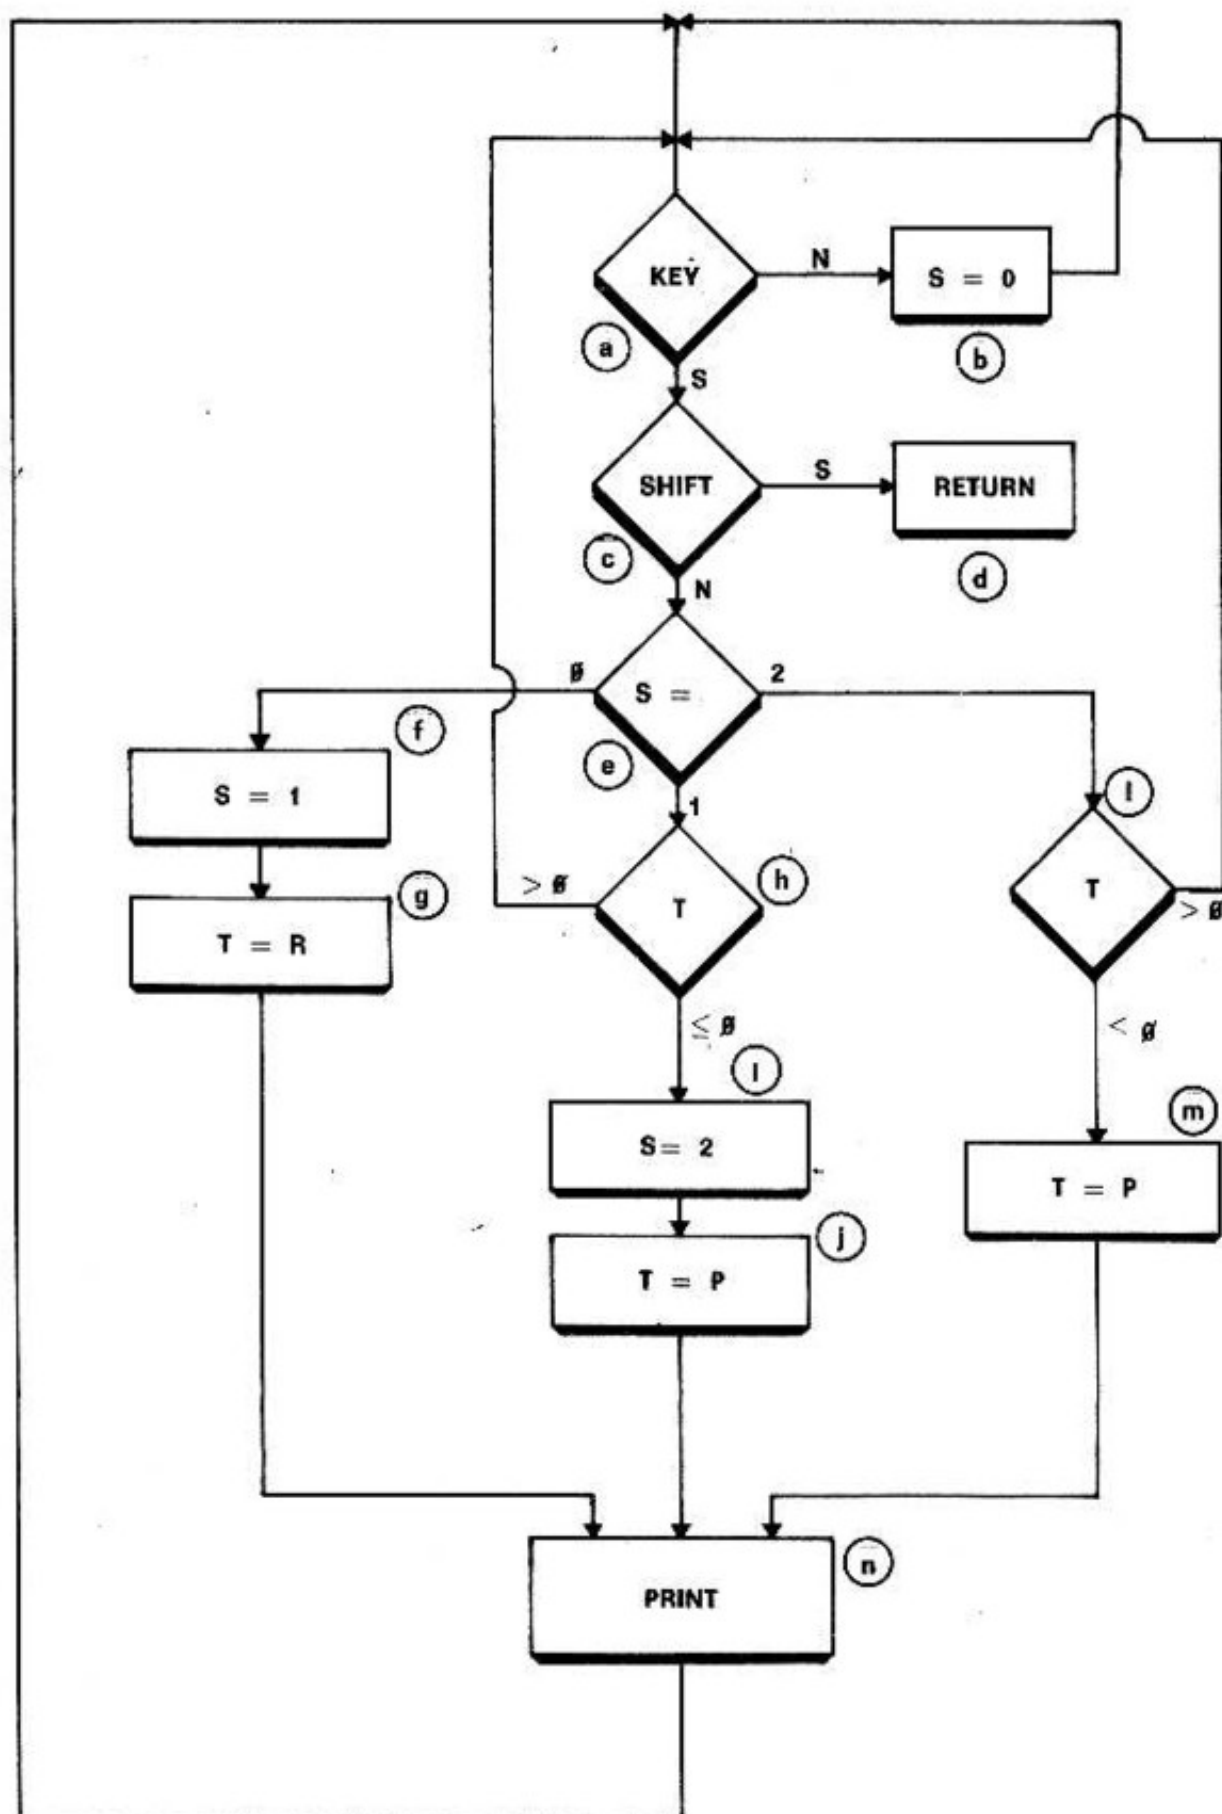 KEY
N
S = 0
a
b
S
SHIFT
S
RETURN
c
d
N
Ø
S =
2
f
e
S = 1
1
l
> Ø
T
h
T
> Ø
g
T = R
≤ Ø
< Ø
i
S= 2
m
T = P
j
T = P
PRINT
n